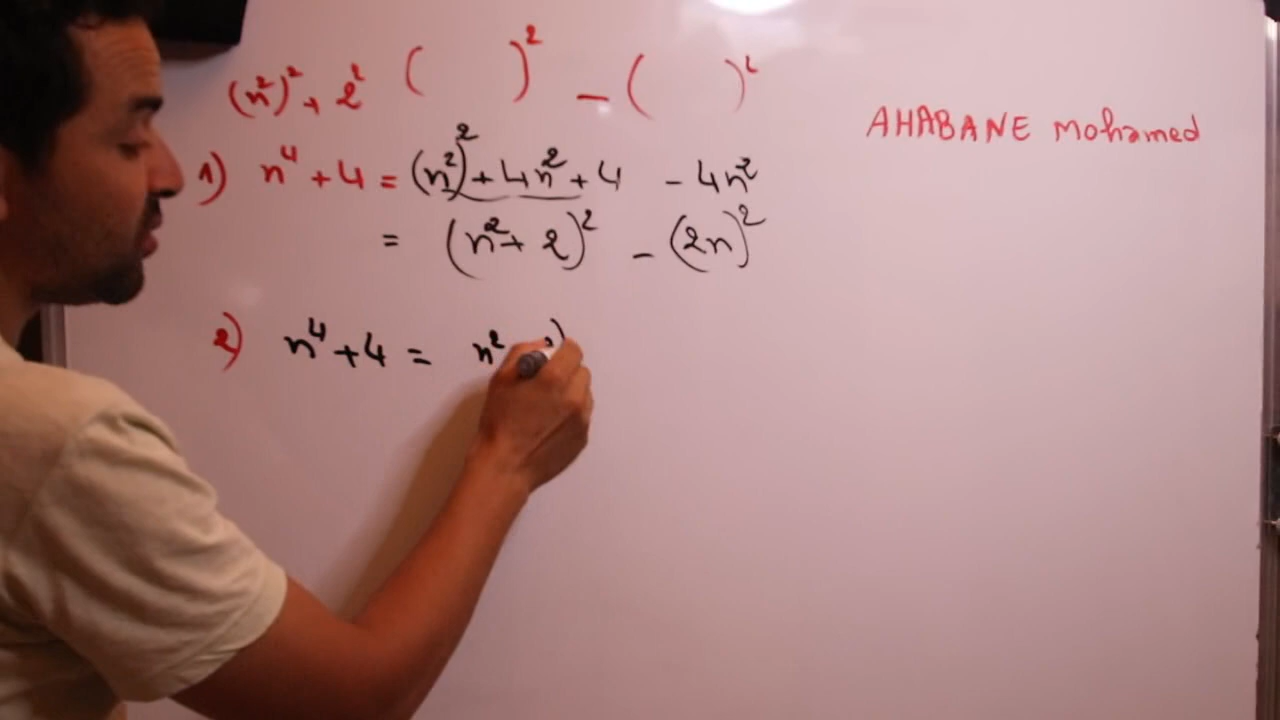 (n²)² + 2² (   )² − (   )²
AHABANE Mohamed
1) n⁴ + 4 = (n²)² + 4n² + 4 − 4n²
= (n² + 2)² − (2n)²
2) n⁴ + 4 = n²